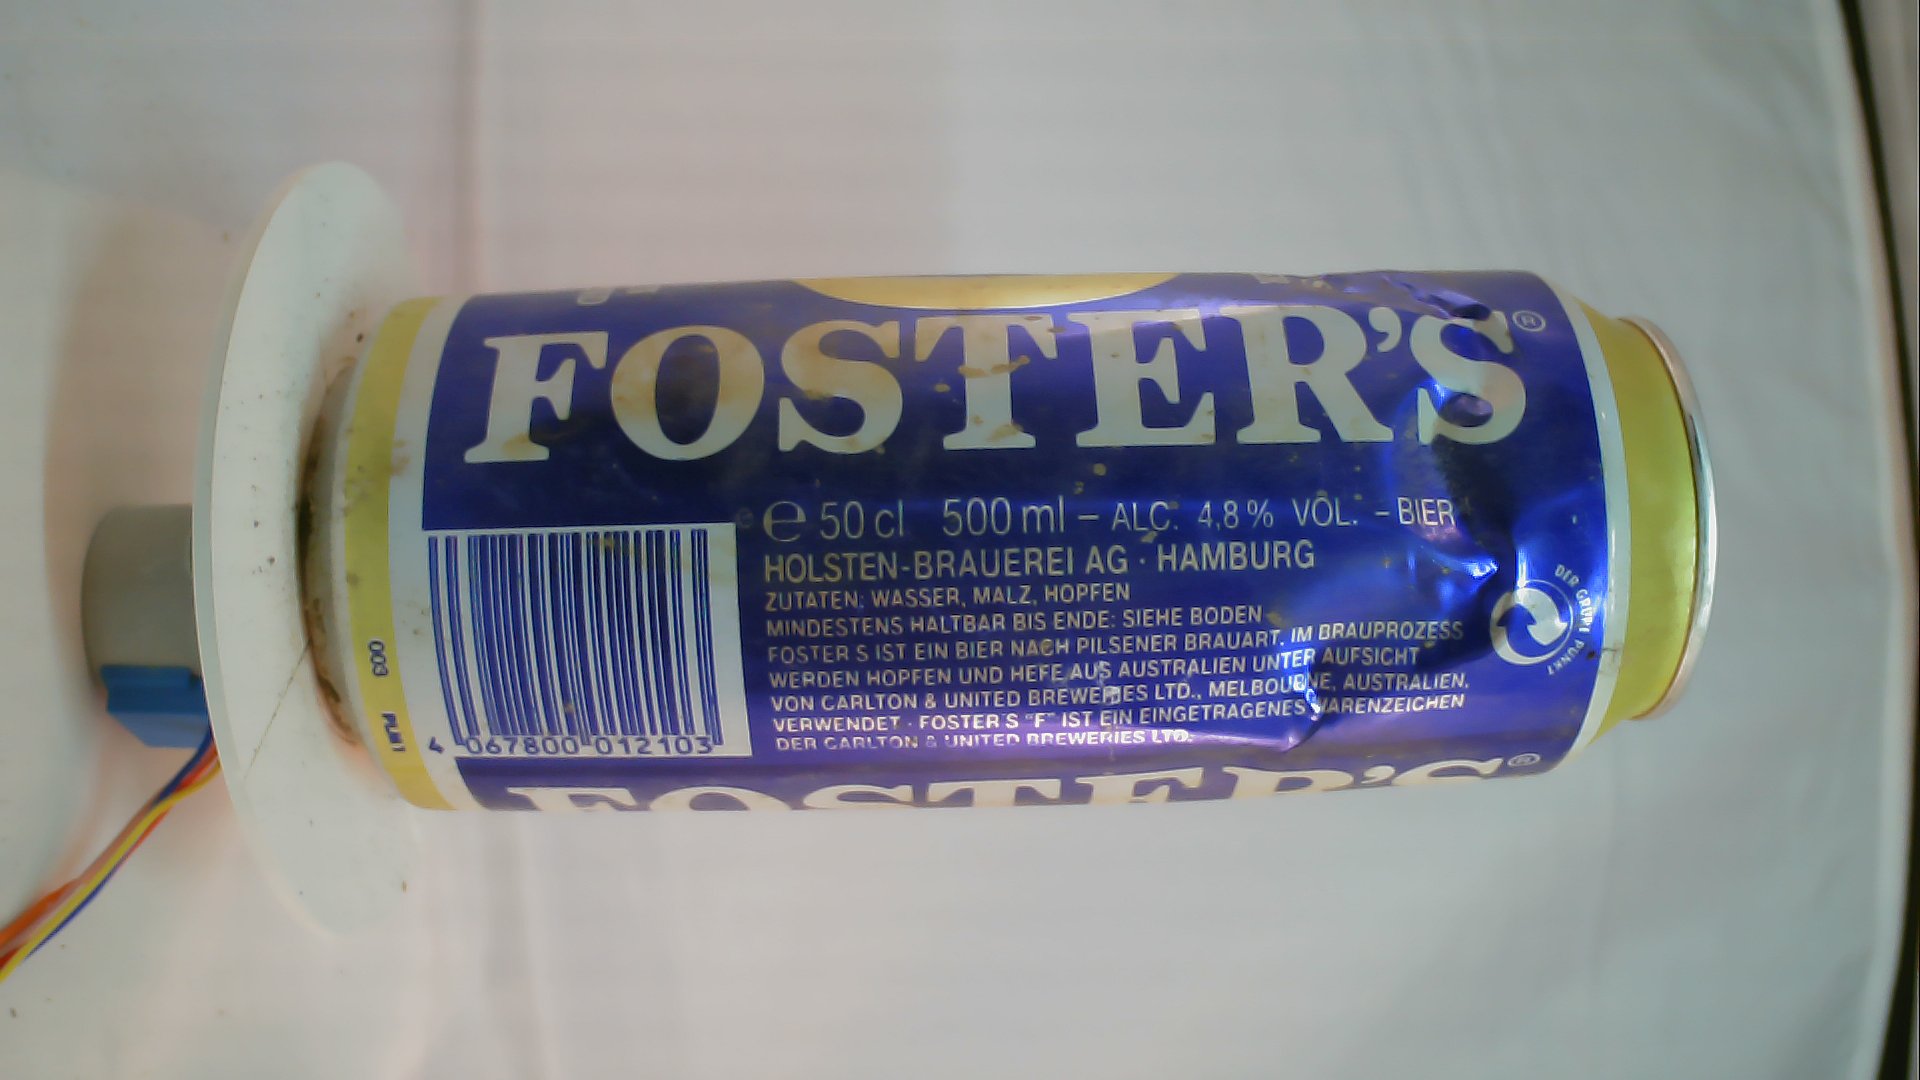 FOSTER'S®
e 50 cl 500 ml – ALC. 4,8% VOL. – BIER
HOLSTEN-BRAUEREI AG · HAMBURG
ZUTATEN: WASSER, MALZ, HOPFEN
MINDESTENS HALTBAR BIS ENDE: SIEHE BODEN
FOSTER'S IST EIN BIER NACH PILSENER BRAUART. IM BRAUPROZESS
WERDEN HOPFEN UND HEFE AUS AUSTRALIEN UNTER AUFSICHT
VON CARLTON & UNITED BREWERIES LTD., MELBOURNE, AUSTRALIEN,
VERWENDET · FOSTER'S "F" IST EIN EINGETRAGENES WARENZEICHEN
DER CARLTON & UNITED BREWERIES LTD.
4 067800 012103
DER GRÜNE PUNKT
003
FOSTER'S®